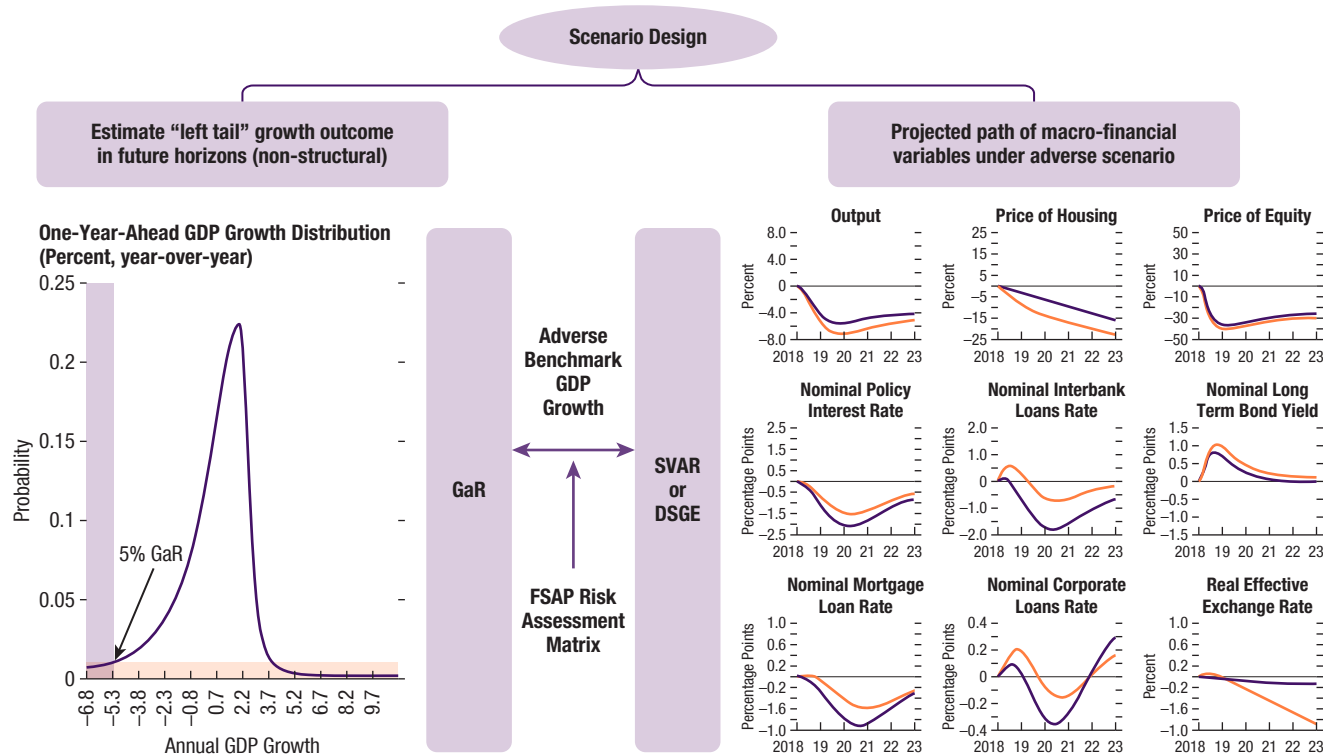 Scenario Design
Estimate “left tail” growth outcome
in future horizons (non-structural)
Projected path of macro-financial
variables under adverse scenario
One-Year-Ahead GDP Growth Distribution
(Percent, year-over-year)
Probability
0.25
0.2
0.15
0.1
0.05
0
5% GaR
–6.8 –5.3 –3.8 –2.3 –0.8 0.7 2.2 3.7 5.2 6.7 8.2 9.7
Annual GDP Growth
GaR
Adverse
Benchmark
GDP
Growth
FSAP Risk
Assessment
Matrix
SVAR
or
DSGE
Output
Percent
8.0
4.0
0
–4.0
–8.0
2018 19 20 21 22 23
Price of Housing
Percent
25
15
5
–5
–15
–25
2018 19 20 21 22 23
Price of Equity
Percent
50
30
10
–10
–30
–50
2018 19 20 21 22 23
Nominal Policy
Interest Rate
Percentage Points
2.5
1.5
0.5
–0.5
–1.5
–2.5
2018 19 20 21 22 23
Nominal Interbank
Loans Rate
Percentage Points
2.0
1.0
0
–1.0
–2.0
2018 19 20 21 22 23
Nominal Long
Term Bond Yield
Percentage Points
1.5
1.0
0.5
0
–0.5
–1.0
–1.5
2018 19 20 21 22 23
Nominal Mortgage
Loan Rate
Percentage Points
1.0
0.6
0.2
–0.2
–1.6
–1.0
2018 19 20 21 22 23
Nominal Corporate
Loans Rate
Percentage Points
0.4
0.2
0
–0.2
–0.4
2018 19 20 21 22 23
Real Effective
Exchange Rate
Percent
1.0
0.6
0.2
–0.2
–1.6
–1.0
2018 19 20 21 22 23